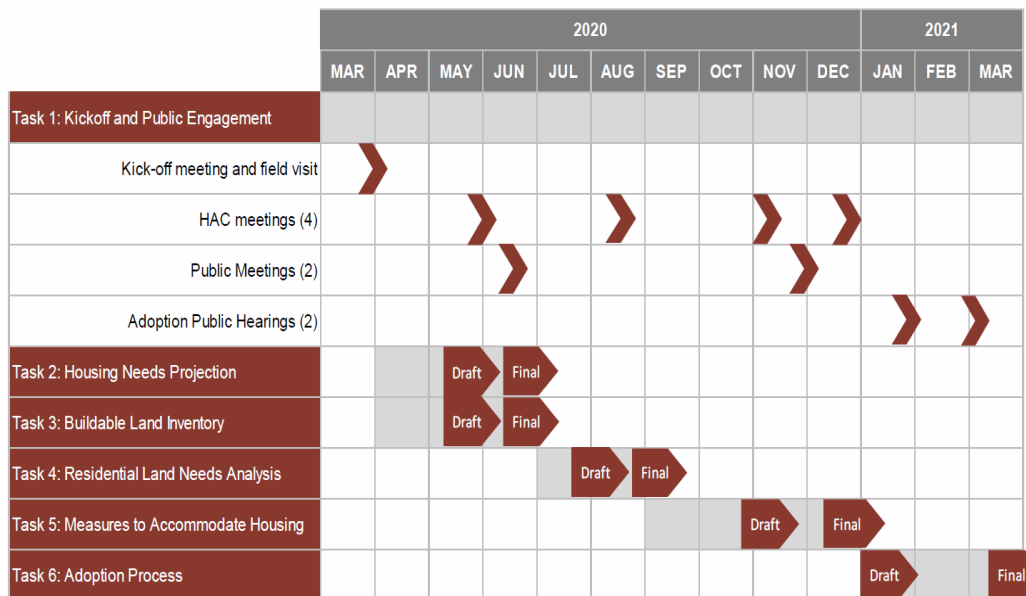 2020 2021
MAR APR MAY JUN JUL AUG SEP OCT NOV DEC JAN FEB MAR
Task 1: Kickoff and Public Engagement
Kick-off meeting and field visit
HAC meetings (4)
Public Meetings (2)
Adoption Public Hearings (2)
Task 2: Housing Needs Projection Draft Final
Task 3: Buildable Land Inventory Draft Final
Task 4: Residential Land Needs Analysis Draft Final
Task 5: Measures to Accommodate Housing Draft Final
Task 6: Adoption Process Draft Final